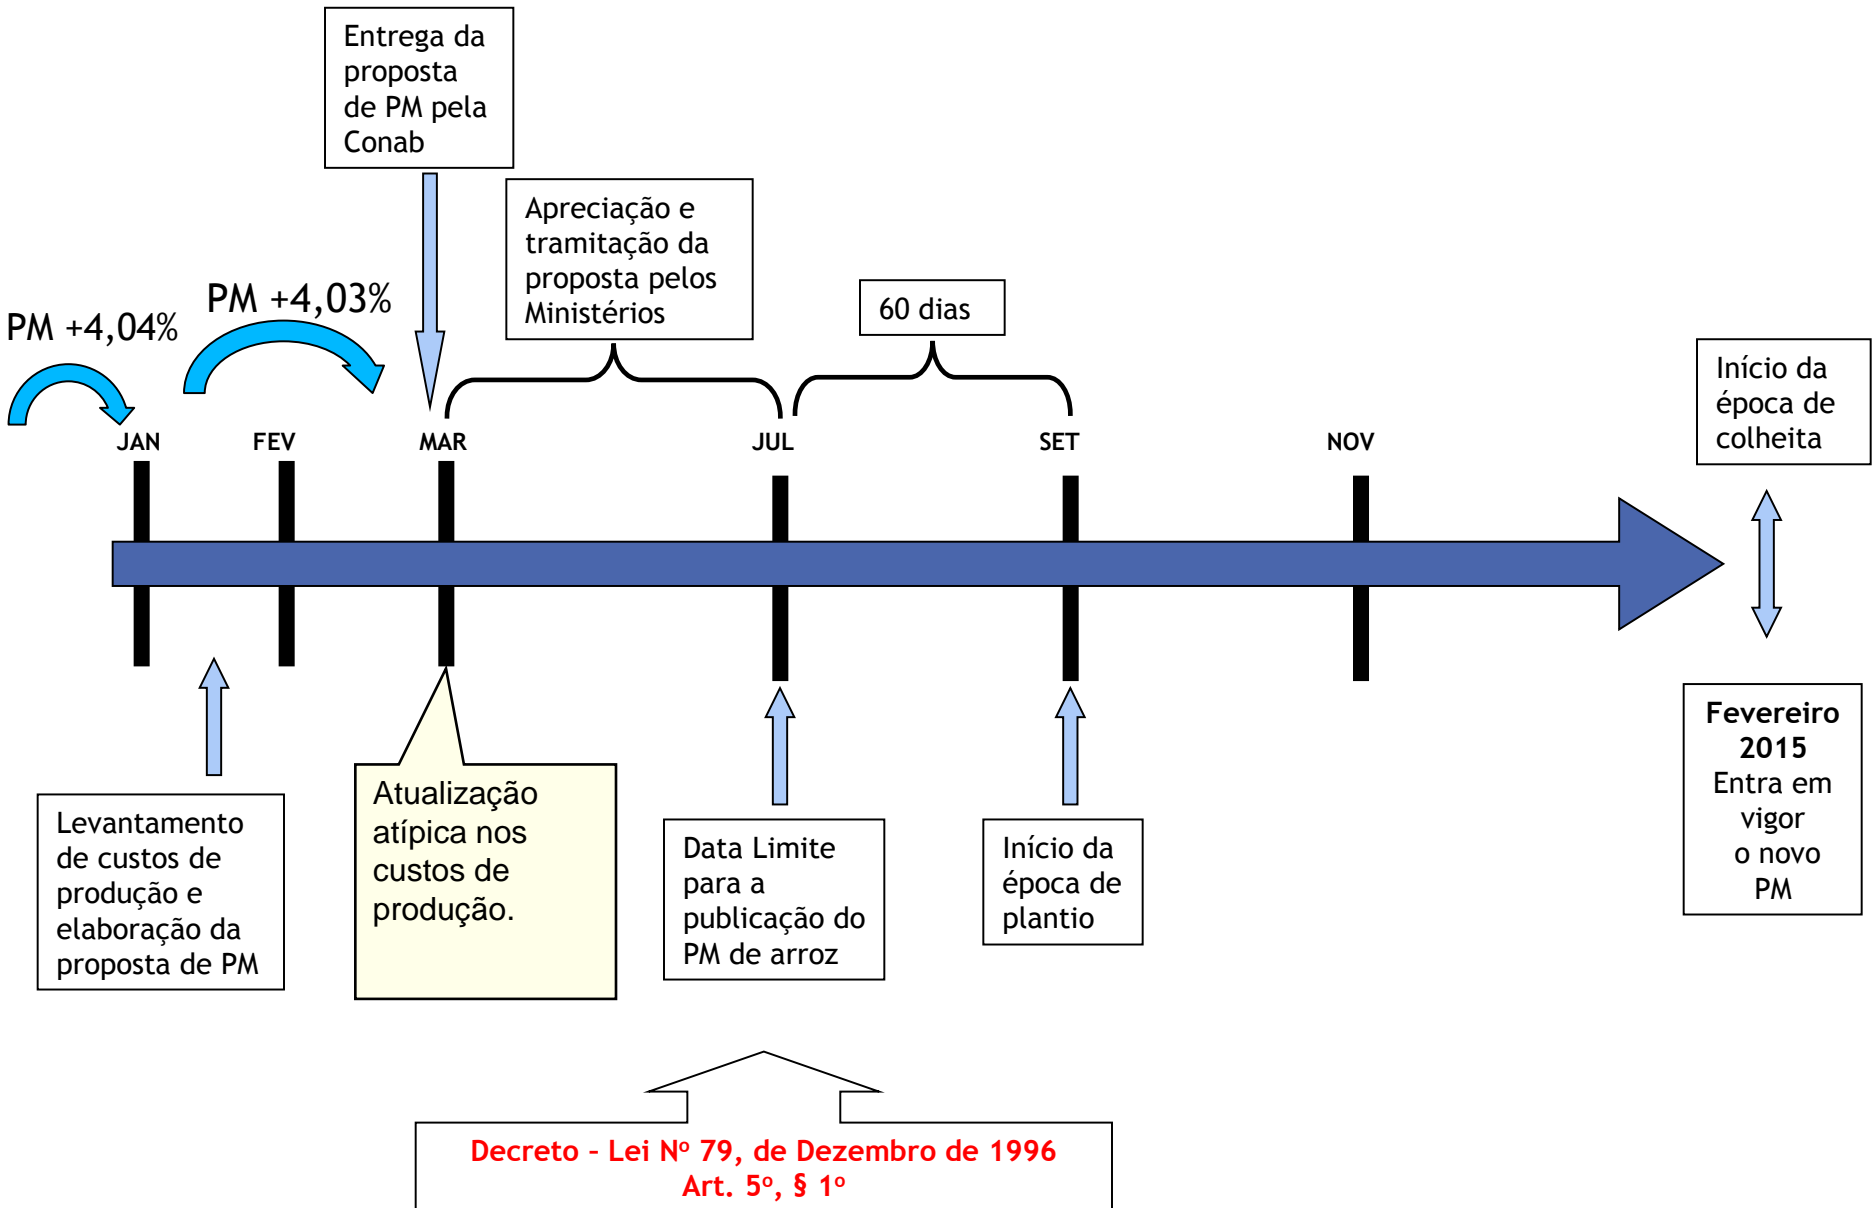 Entrega da
proposta
de PM pela
Conab
Apreciação e
tramitação da
proposta pelos
Ministérios
60 dias
PM +4,04%
PM +4,03%
Início da
época de
colheita
JAN
FEV
MAR
JUL
SET
NOV
Levantamento
de custos de
produção e
elaboração da
proposta de PM
Atualização
atípica nos
custos de
produção.
Data Limite
para a
publicação do
PM de arroz
Início da
época de
plantio
Fevereiro
2015
Entra em
vigor
o novo
PM
Decreto - Lei Nº 79, de Dezembro de 1996
Art. 5º, § 1º